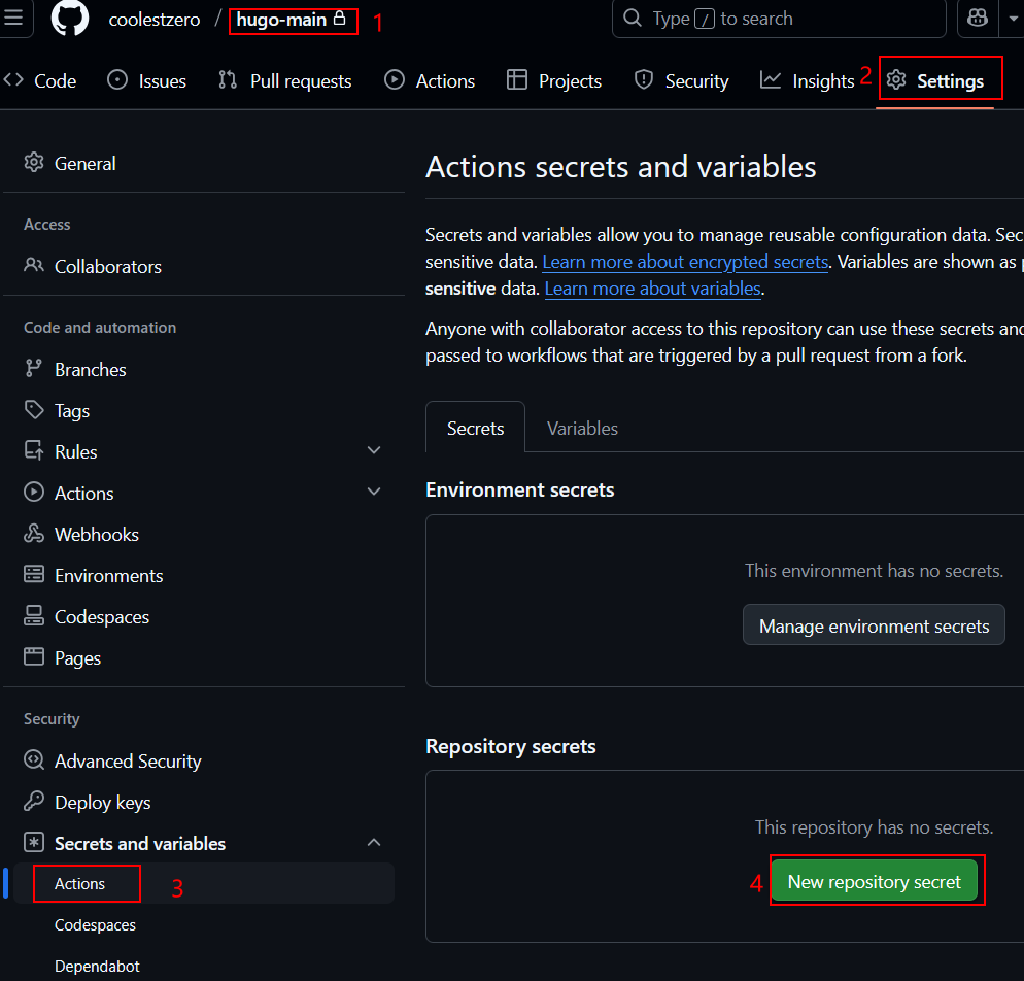 coolestzero / hugo-main 1 Type / to search
Code Issues Pull requests Actions Projects Security Insights 2 Settings
General
Access
Collaborators
Code and automation
Branches
Tags
Rules
Actions
Webhooks
Environments
Codespaces
Pages
Security
Advanced Security
Deploy keys
Secrets and variables
Actions 3
Codespaces
Dependabot
Actions secrets and variables
Secrets and variables allow you to manage reusable configuration data. Sec
sensitive data. Learn more about encrypted secrets. Variables are shown as p
sensitive data. Learn more about variables.
Anyone with collaborator access to this repository can use these secrets and
passed to workflows that are triggered by a pull request from a fork.
Secrets Variables
Environment secrets
This environment has no secrets.
Manage environment secrets
Repository secrets
This repository has no secrets.
4 New repository secret